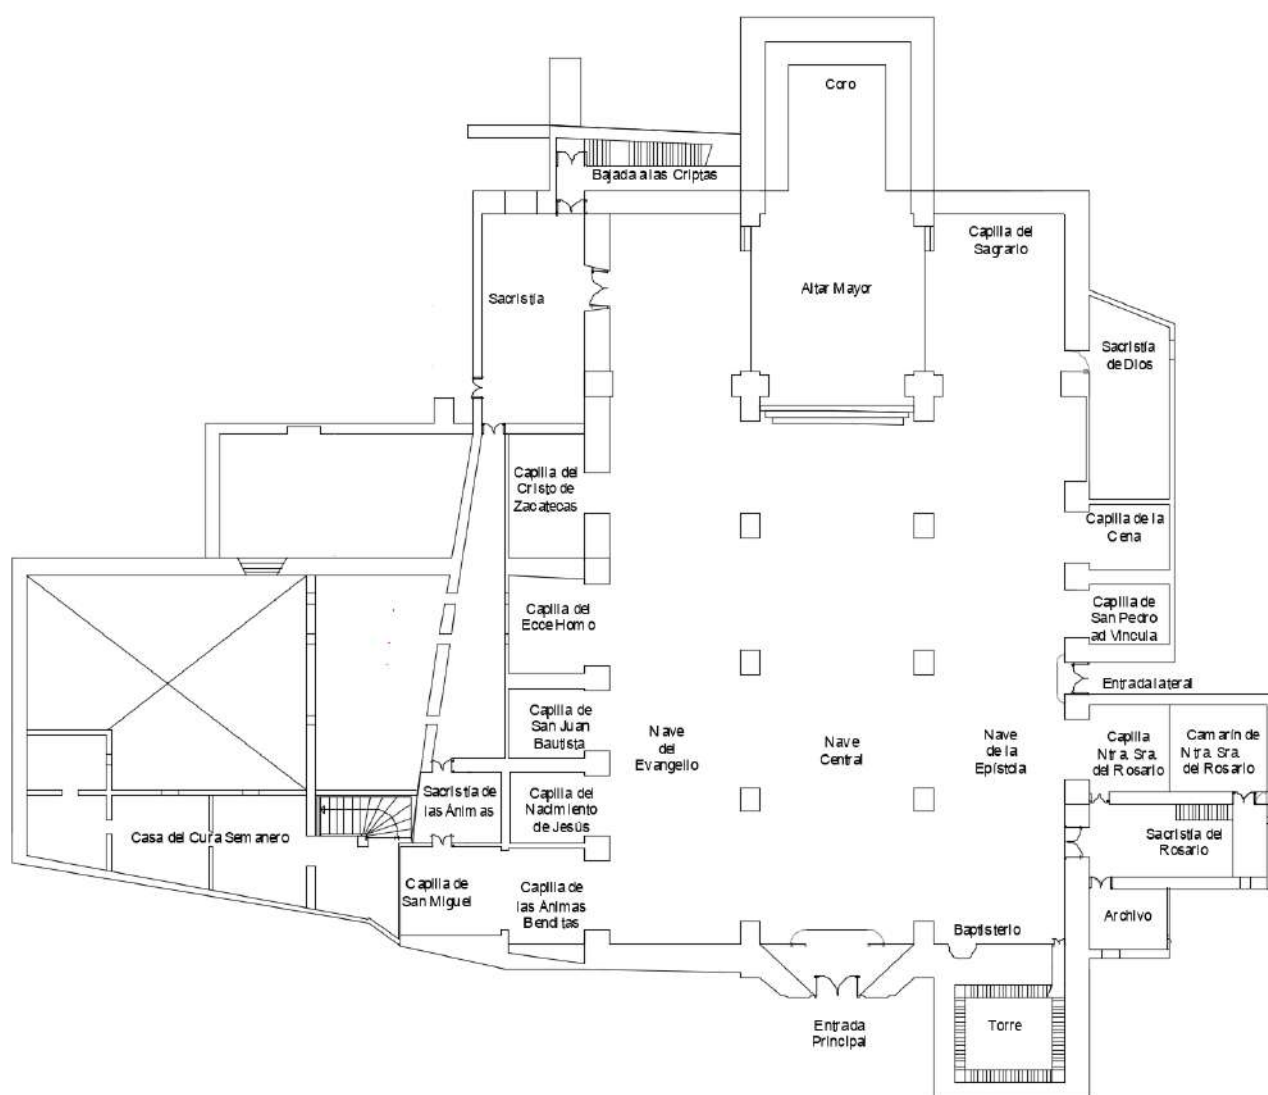 Coro
Bajada a las Criptas
Capilla del
Sagrario
Altar Mayor
Sacristía
Sacristía
de Dios
Capilla del
Cristo de
Zacatecas
Capilla de la
Cena
Capilla del
Ecce Homo
Capilla de
San Pedro
ad Vincula
Entrada lateral
Capilla de
San Juan
Bautista
Nave
del
Evangelio
Nave
Central
Nave
de la
Epístola
Capilla
Ntra. Sra.
del Rosario
Camarín de
Ntra. Sra.
del Rosario
Sacristía de
las Ánimas
Capilla del
Nacimiento
de Jesús
Casa del Cura Semanero
Sacristía del
Rosario
Capilla de
San Miguel
Capilla de
las Ánimas
Benditas
Archivo
Baptisterio
Entrada
Principal
Torre